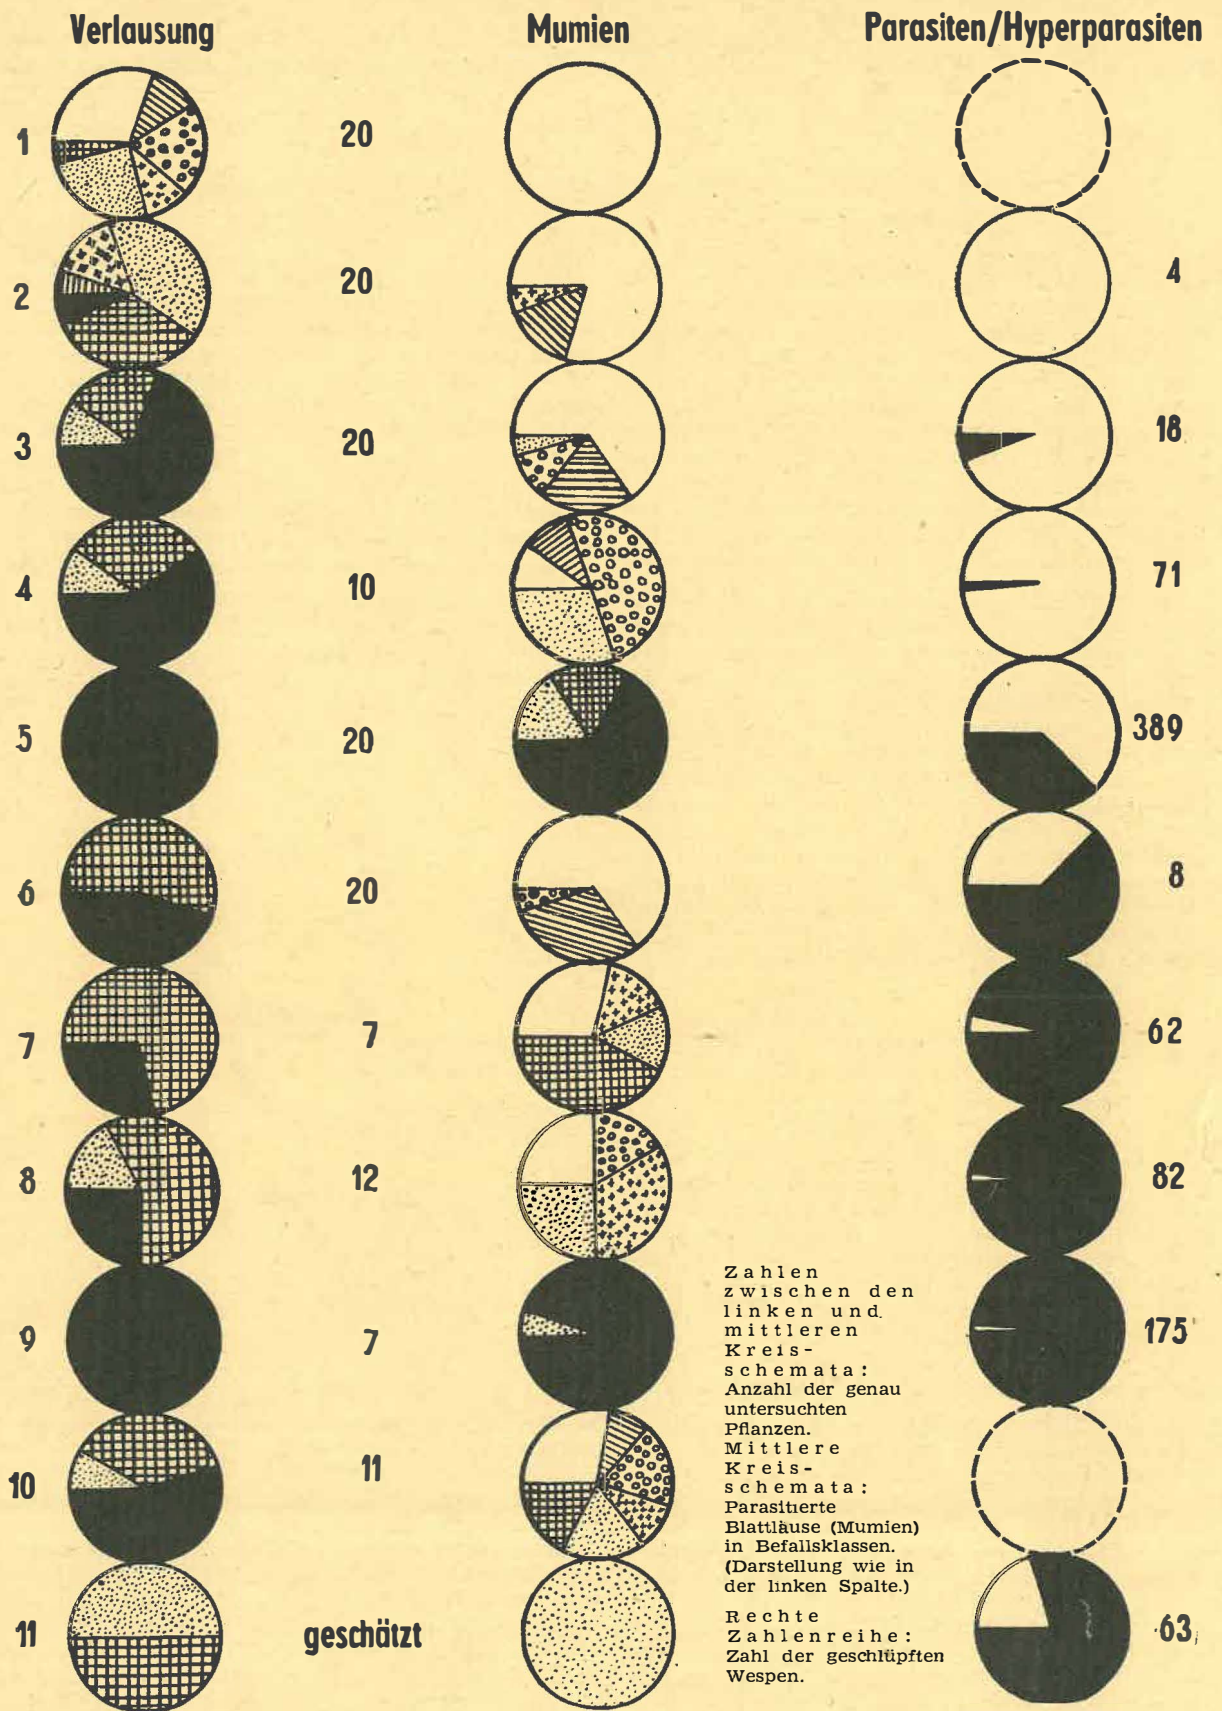 Verlausung Mumien Parasiten/Hyperparasiten
1 20
2 20 4
3 20 18
4 10 71
5 20 389
6 20 8
7 7 62
8 12 82
9 7 175
10 11
11 geschätzt 63
Zahlen
zwischen den
linken und
mittleren
Kreis-
schemata:
Anzahl der genau
untersuchten
Pflanzen.
Mittlere
Kreis-
schemata:
Parasitierte
Blattläuse (Mumien)
in Befallsklassen.
(Darstellung wie in
der linken Spalte.)
Rechte
Zahlenreihe:
Zahl der geschlüpften
Wespen.